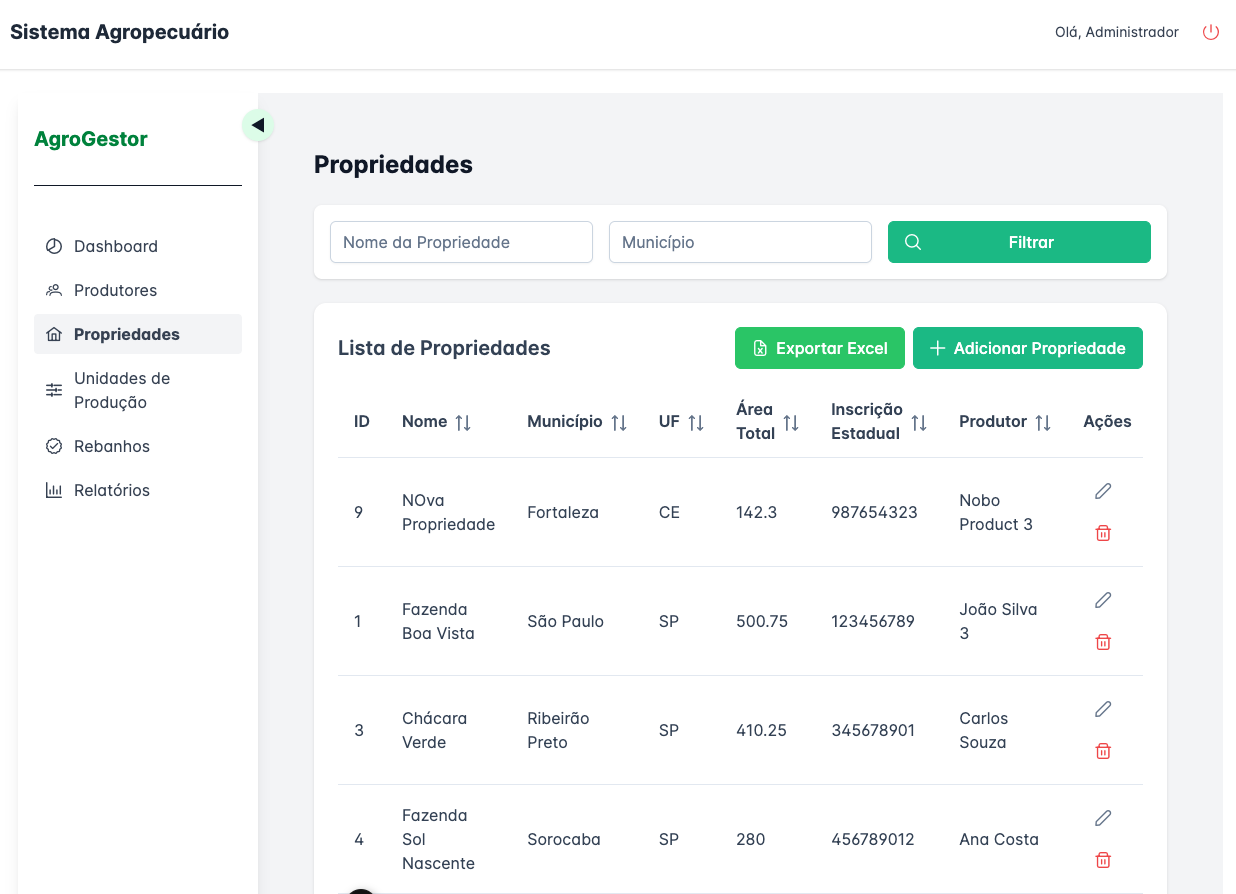 Sistema Agropecuário
Olá, Administrador
AgroGestor
Dashboard
Produtores
Propriedades
Unidades de
Produção
Rebanhos
Relatórios
Propriedades
Nome da Propriedade
Município
Filtrar
Lista de Propriedades
Exportar Excel
Adicionar Propriedade
ID
Nome
Município
UF
Área
Total
Inscrição
Estadual
Produtor
Ações
9
NOva
Propriedade
Fortaleza
CE
142.3
987654323
Nobo
Product 3
1
Fazenda
Boa Vista
São Paulo
SP
500.75
123456789
João Silva
3
3
Chácara
Verde
Ribeirão
Preto
SP
410.25
345678901
Carlos
Souza
4
Fazenda
Sol
Nascente
Sorocaba
SP
280
456789012
Ana Costa